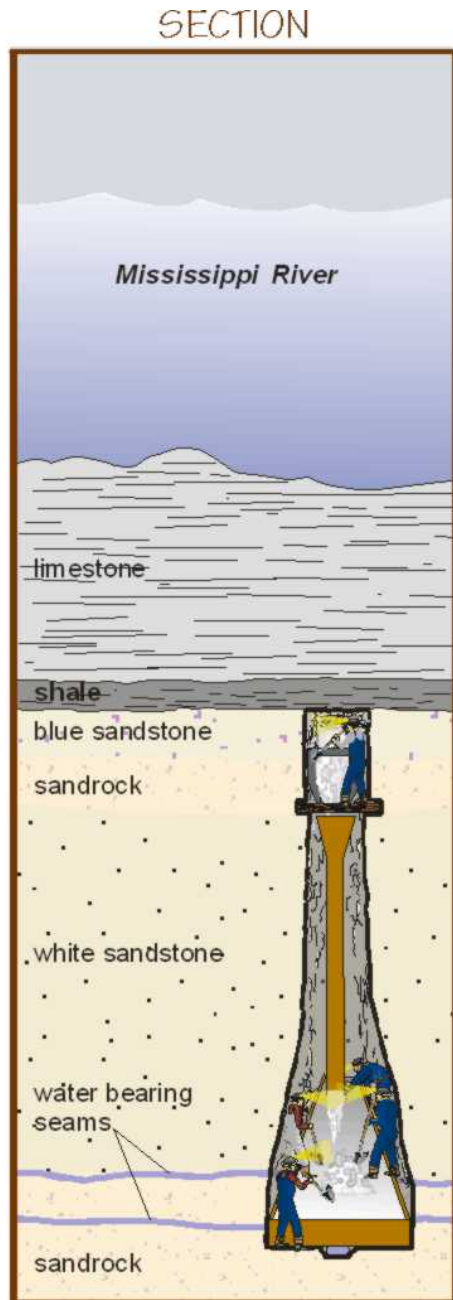 SECTION
Mississippi River
limestone
shale
blue sandstone
sandrock
white sandstone
water bearing
seams
sandrock